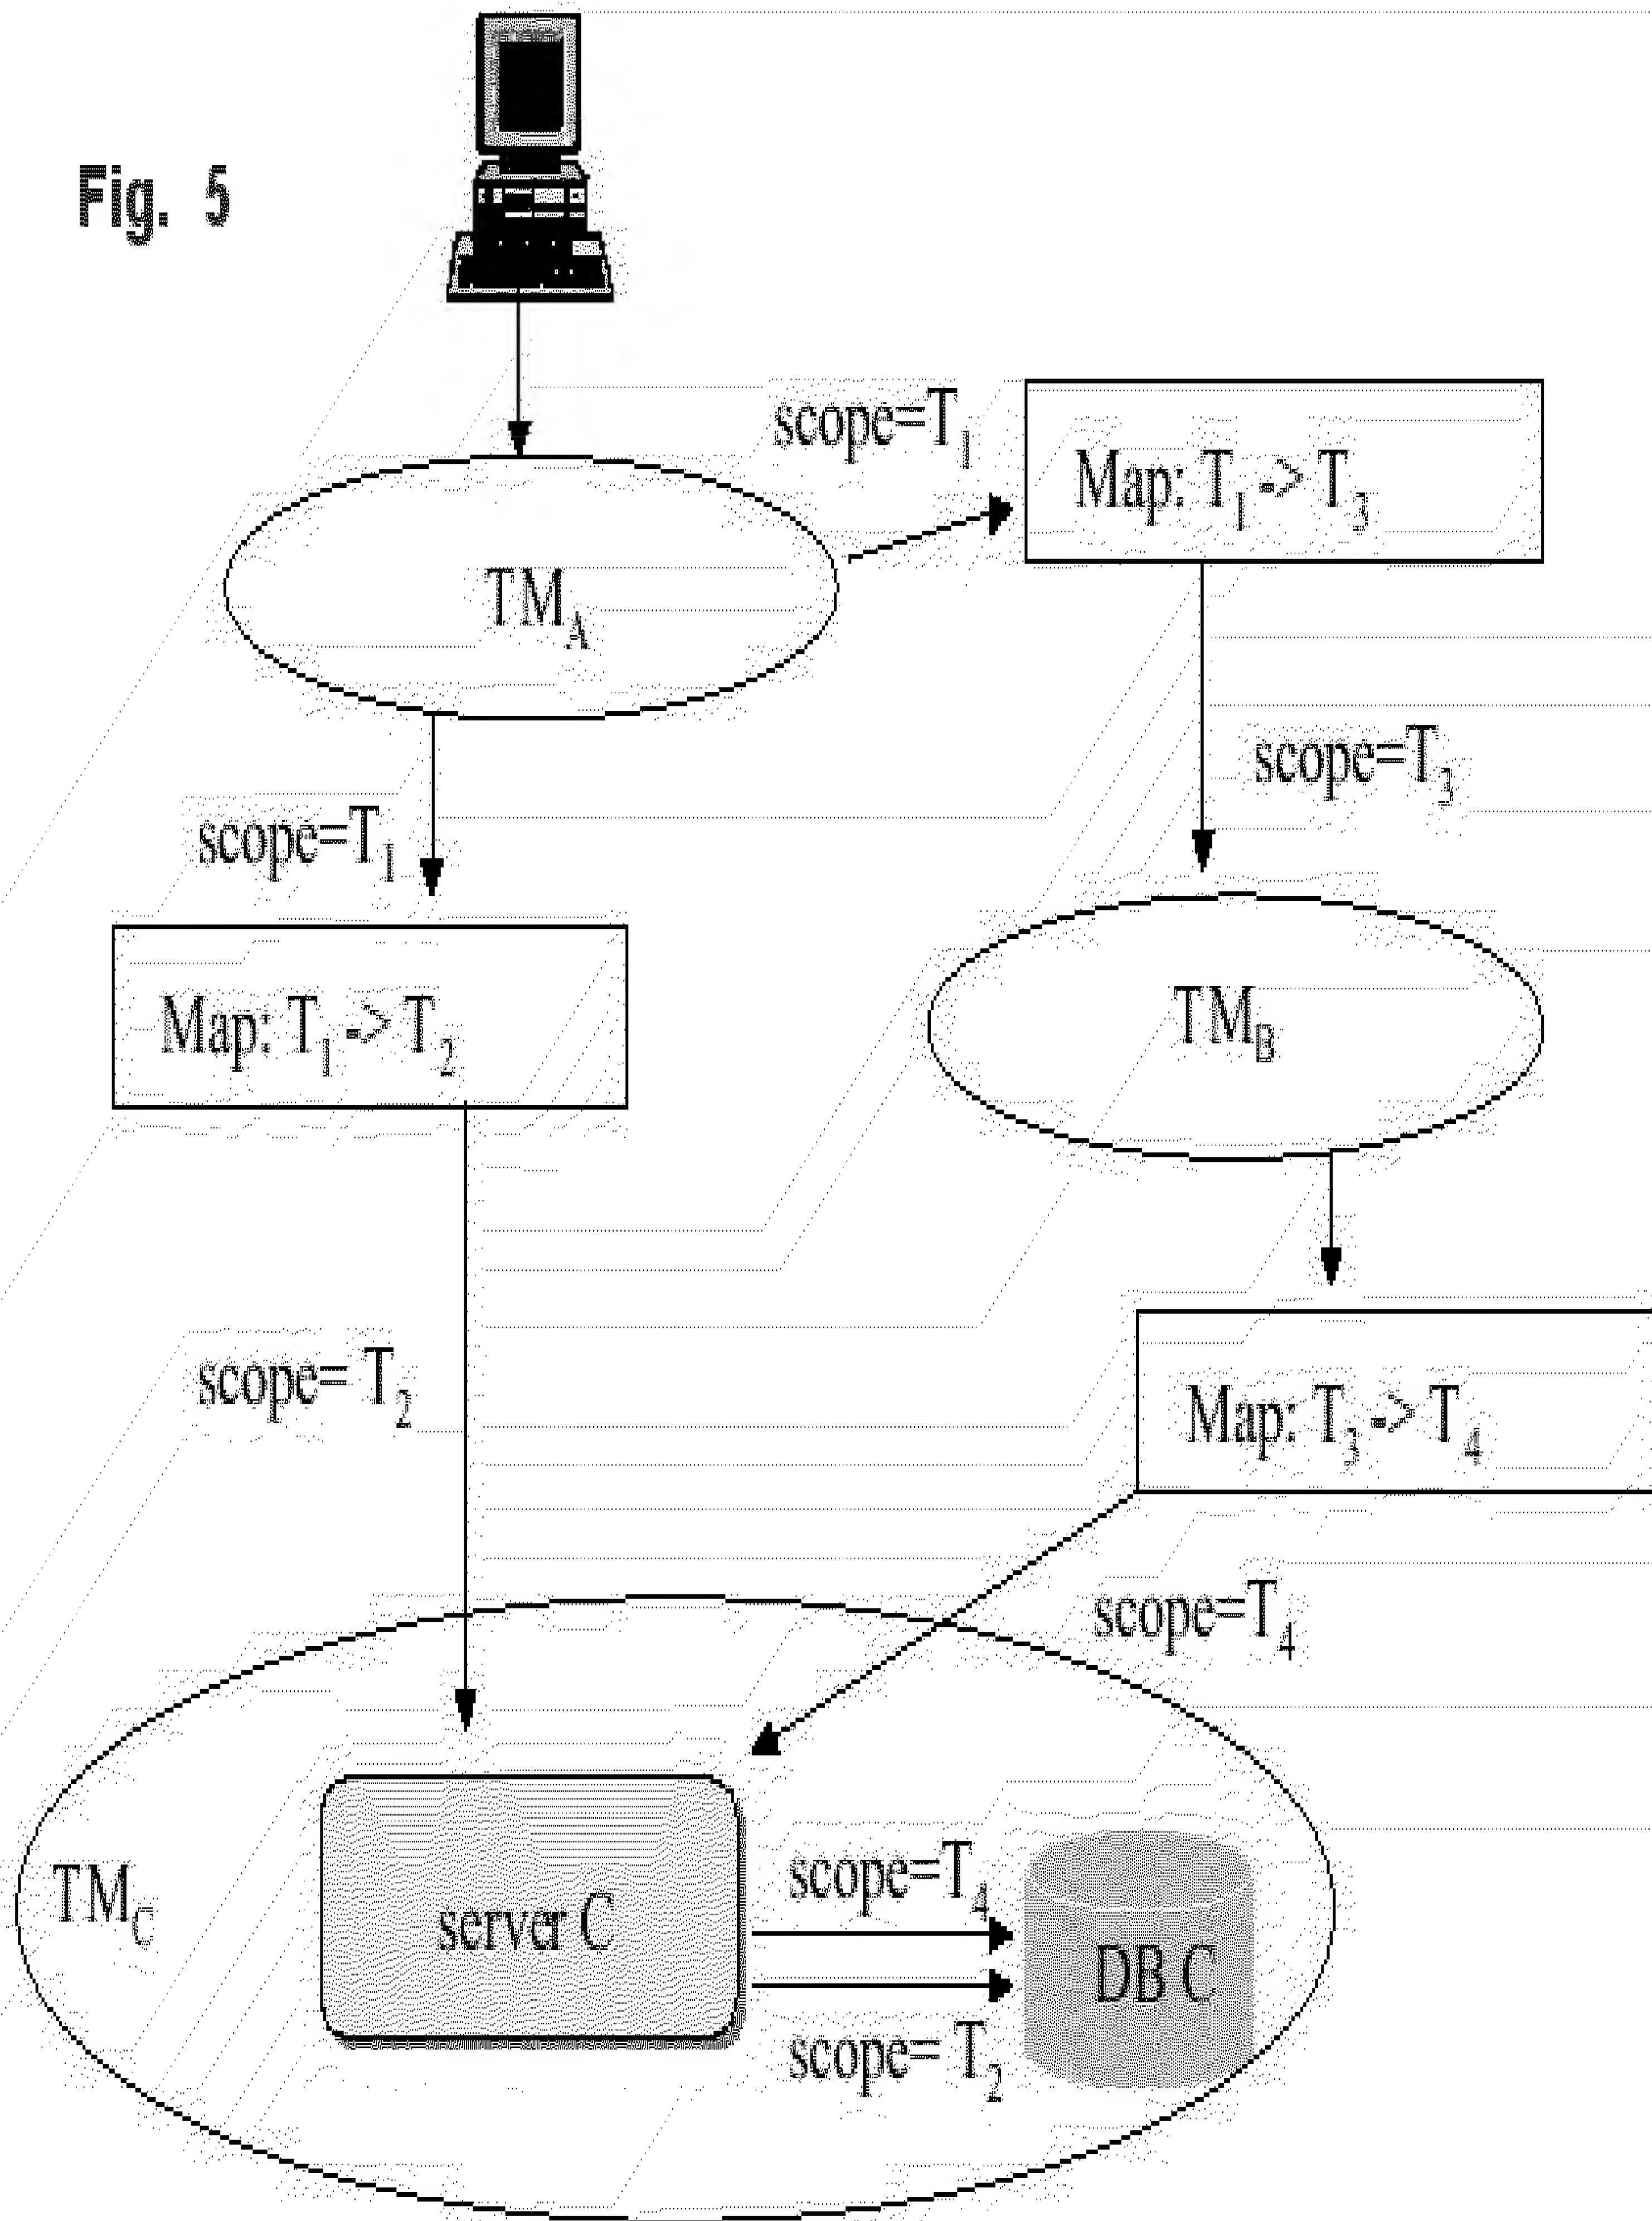 Fig. 5
scope=T1
Map: T1 -> T3
TMA
scope=T3
scope=T1
Map: T1 -> T2
TMB
scope= T2
Map: T3 -> T4
scope=T4
TMC
server C
scope=T4
DB C
scope= T2